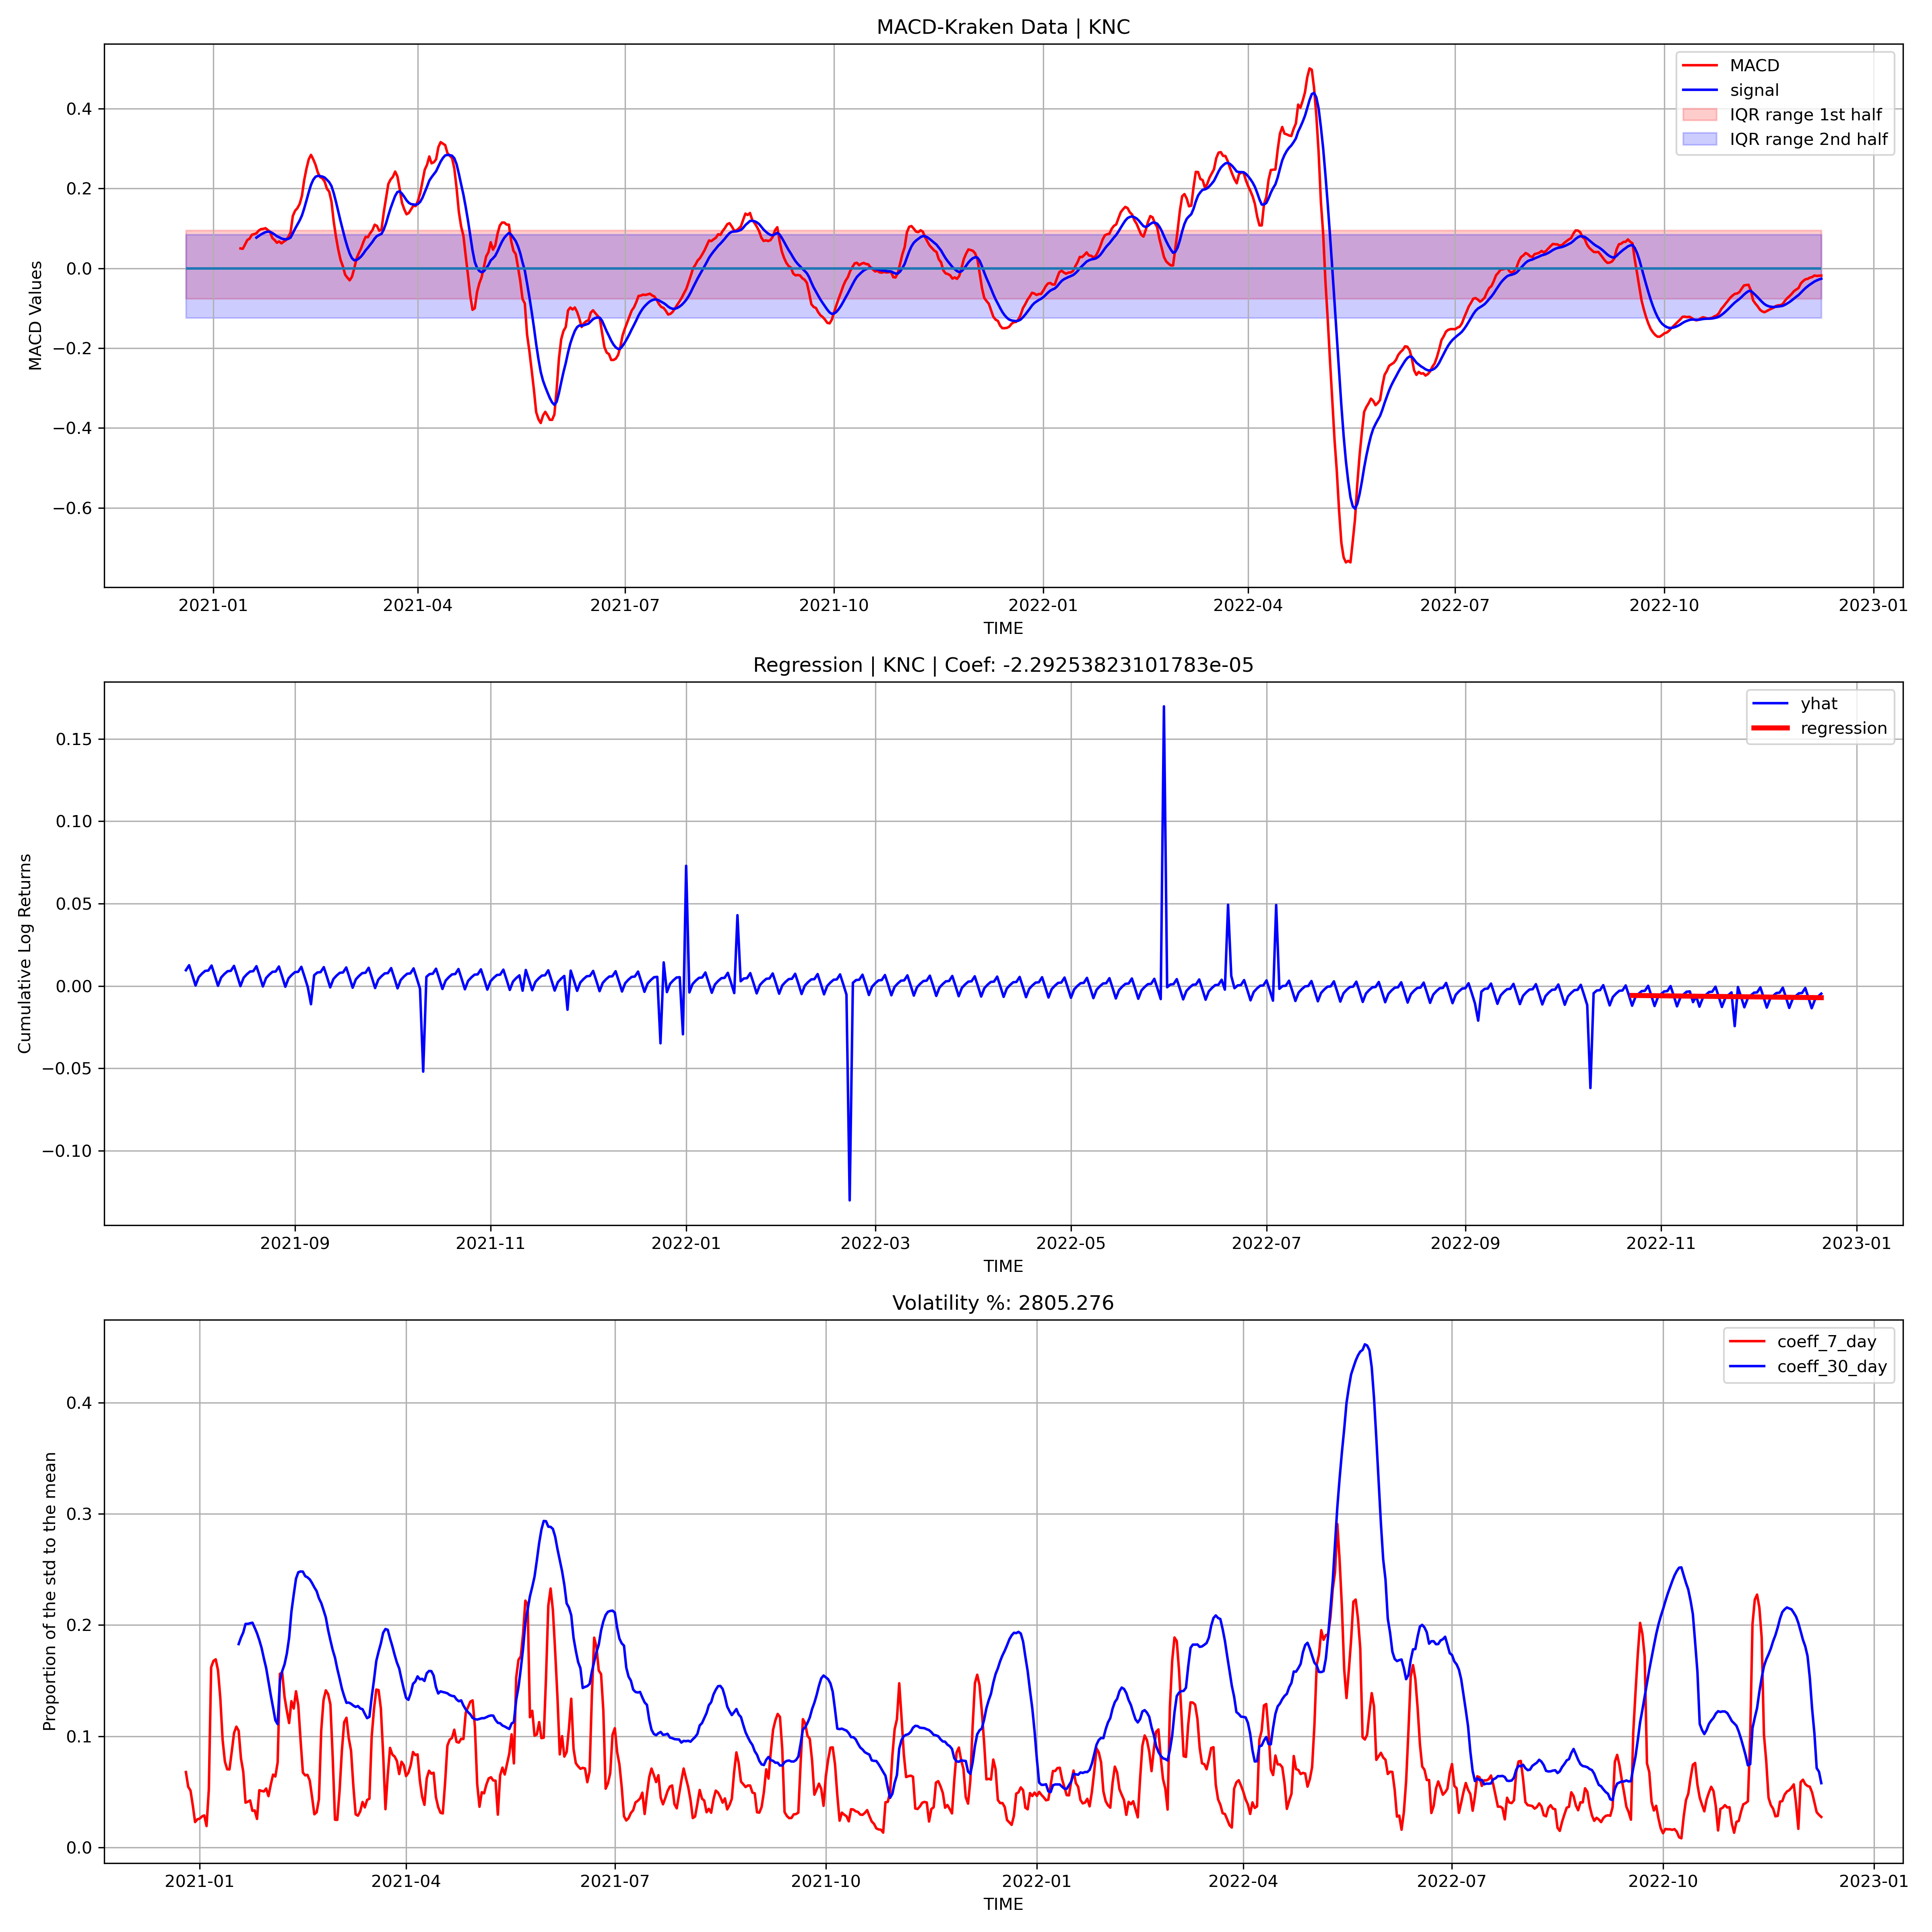 MACD-Kraken Data | KNC
MACD
signal
IQR range 1st half
IQR range 2nd half
MACD Values
0.4
0.2
0.0
−0.2
−0.4
−0.6
2021-01 2021-04 2021-07 2021-10 2022-01 2022-04 2022-07 2022-10 2023-01
TIME
Regression | KNC | Coef: -2.29253823101783e-05
yhat
regression
Cumulative Log Returns
0.15
0.10
0.05
0.00
−0.05
−0.10
2021-09 2021-11 2022-01 2022-03 2022-05 2022-07 2022-09 2022-11 2023-01
TIME
Volatility %: 2805.276
coeff_7_day
coeff_30_day
Proportion of the std to the mean
0.4
0.3
0.2
0.1
0.0
2021-01 2021-04 2021-07 2021-10 2022-01 2022-04 2022-07 2022-10 2023-01
TIME